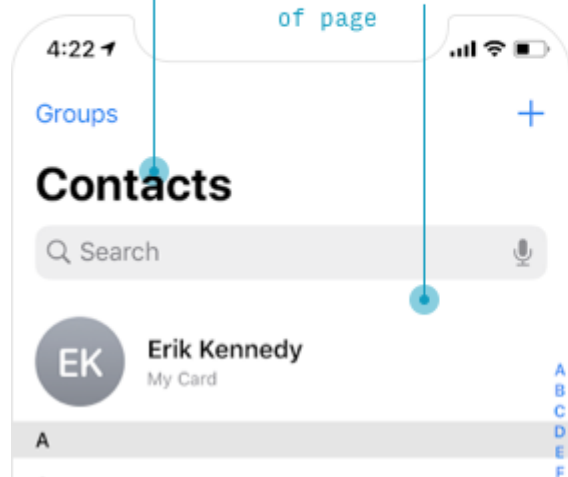 of page
4:22
Groups
Contacts
Search
EK
Erik Kennedy
My Card
A
A
B
C
D
E
F